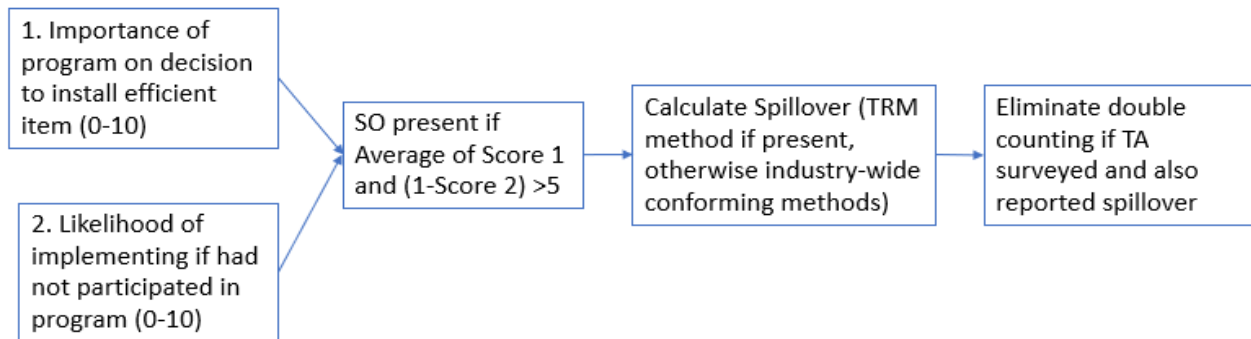 1. Importance of
program on decision
to install efficient
item (0-10)
2. Likelihood of
implementing if had
not participated in
program (0-10)
SO present if
Average of Score 1
and (1-Score 2) >5
Calculate Spillover (TRM
method if present,
otherwise industry-wide
conforming methods)
Eliminate double
counting if TA
surveyed and also
reported spillover